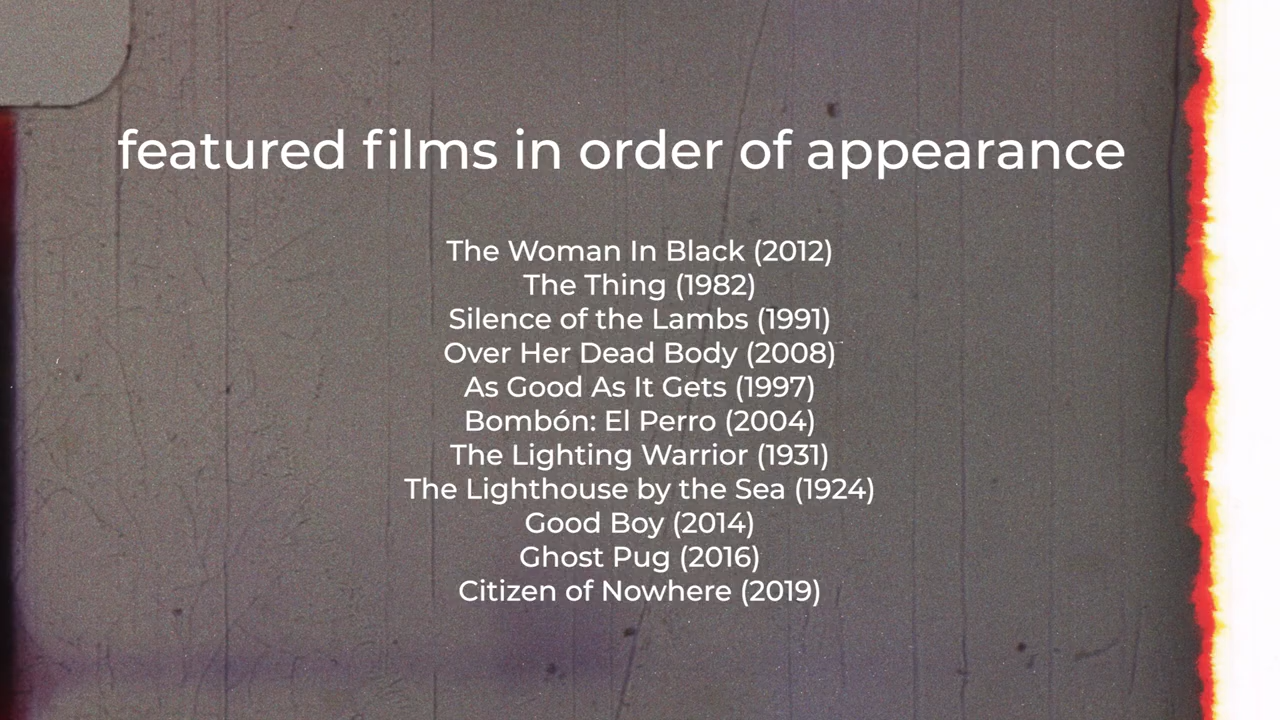 featured films in order of appearance
The Woman In Black (2012)
The Thing (1982)
Silence of the Lambs (1991)
Over Her Dead Body (2008)
As Good As It Gets (1997)
Bombón: El Perro (2004)
The Lighting Warrior (1931)
The Lighthouse by the Sea (1924)
Good Boy (2014)
Ghost Pug (2016)
Citizen of Nowhere (2019)